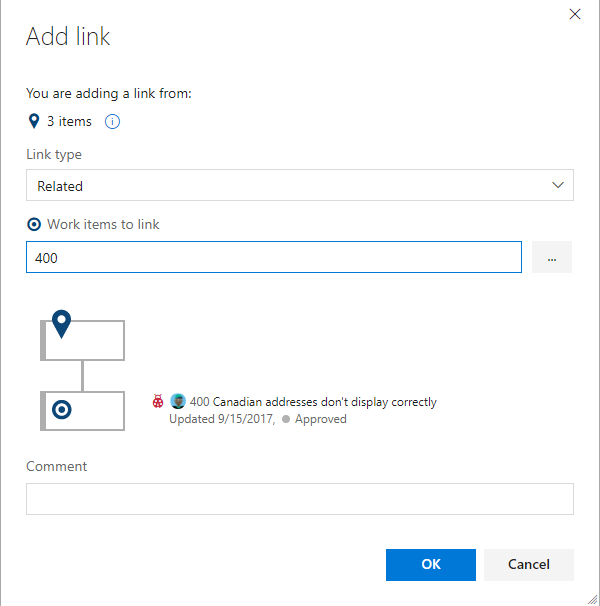 Add link
You are adding a link from:
3 items
Link type
Related
Work items to link
400
...
400 Canadian addresses don't display correctly
Updated 9/15/2017, Approved
Comment
OK Cancel